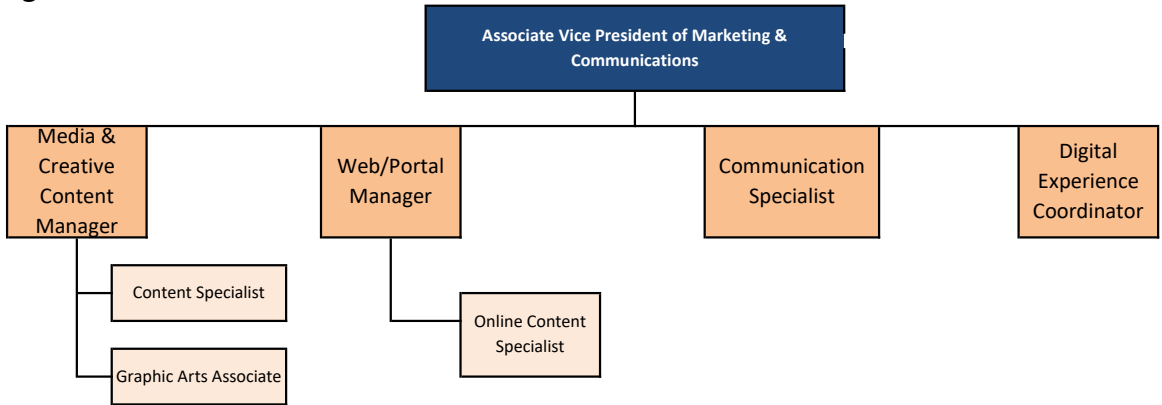 Associate Vice President of Marketing &
Communications
Media &
Creative
Content
Manager
Web/Portal
Manager
Communication
Specialist
Digital
Experience
Coordinator
Content Specialist
Online Content
Specialist
Graphic Arts Associate